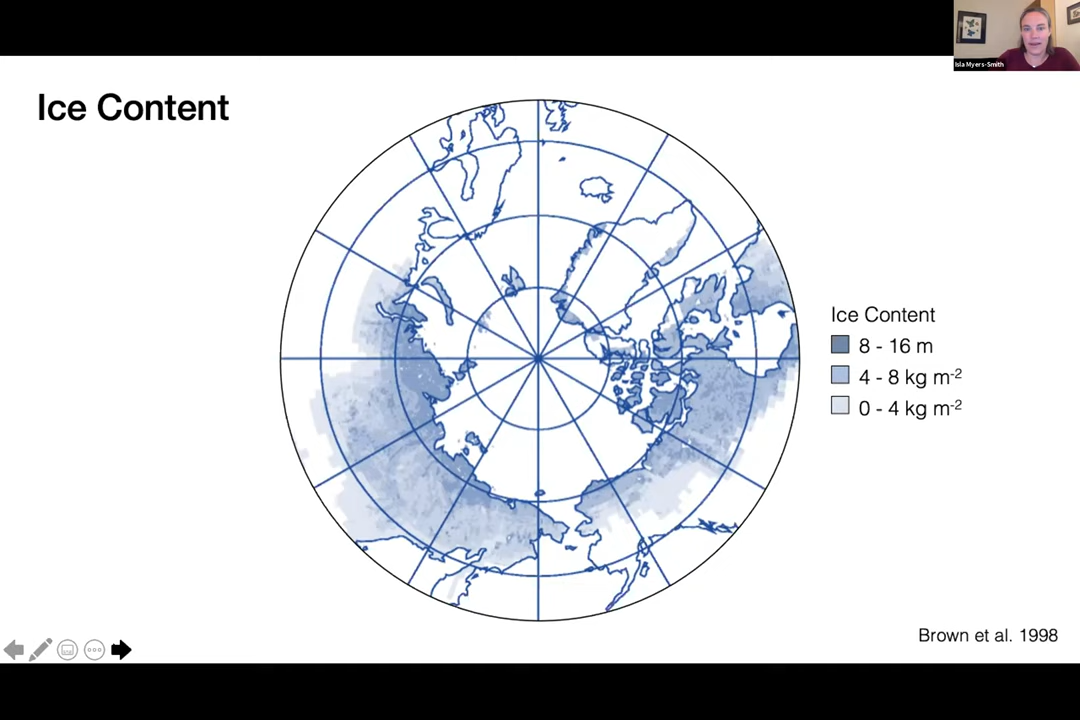 Isla Myers-Smith
Ice Content
Ice Content
8 - 16 m
4 - 8 kg m-2
0 - 4 kg m-2
Brown et al. 1998